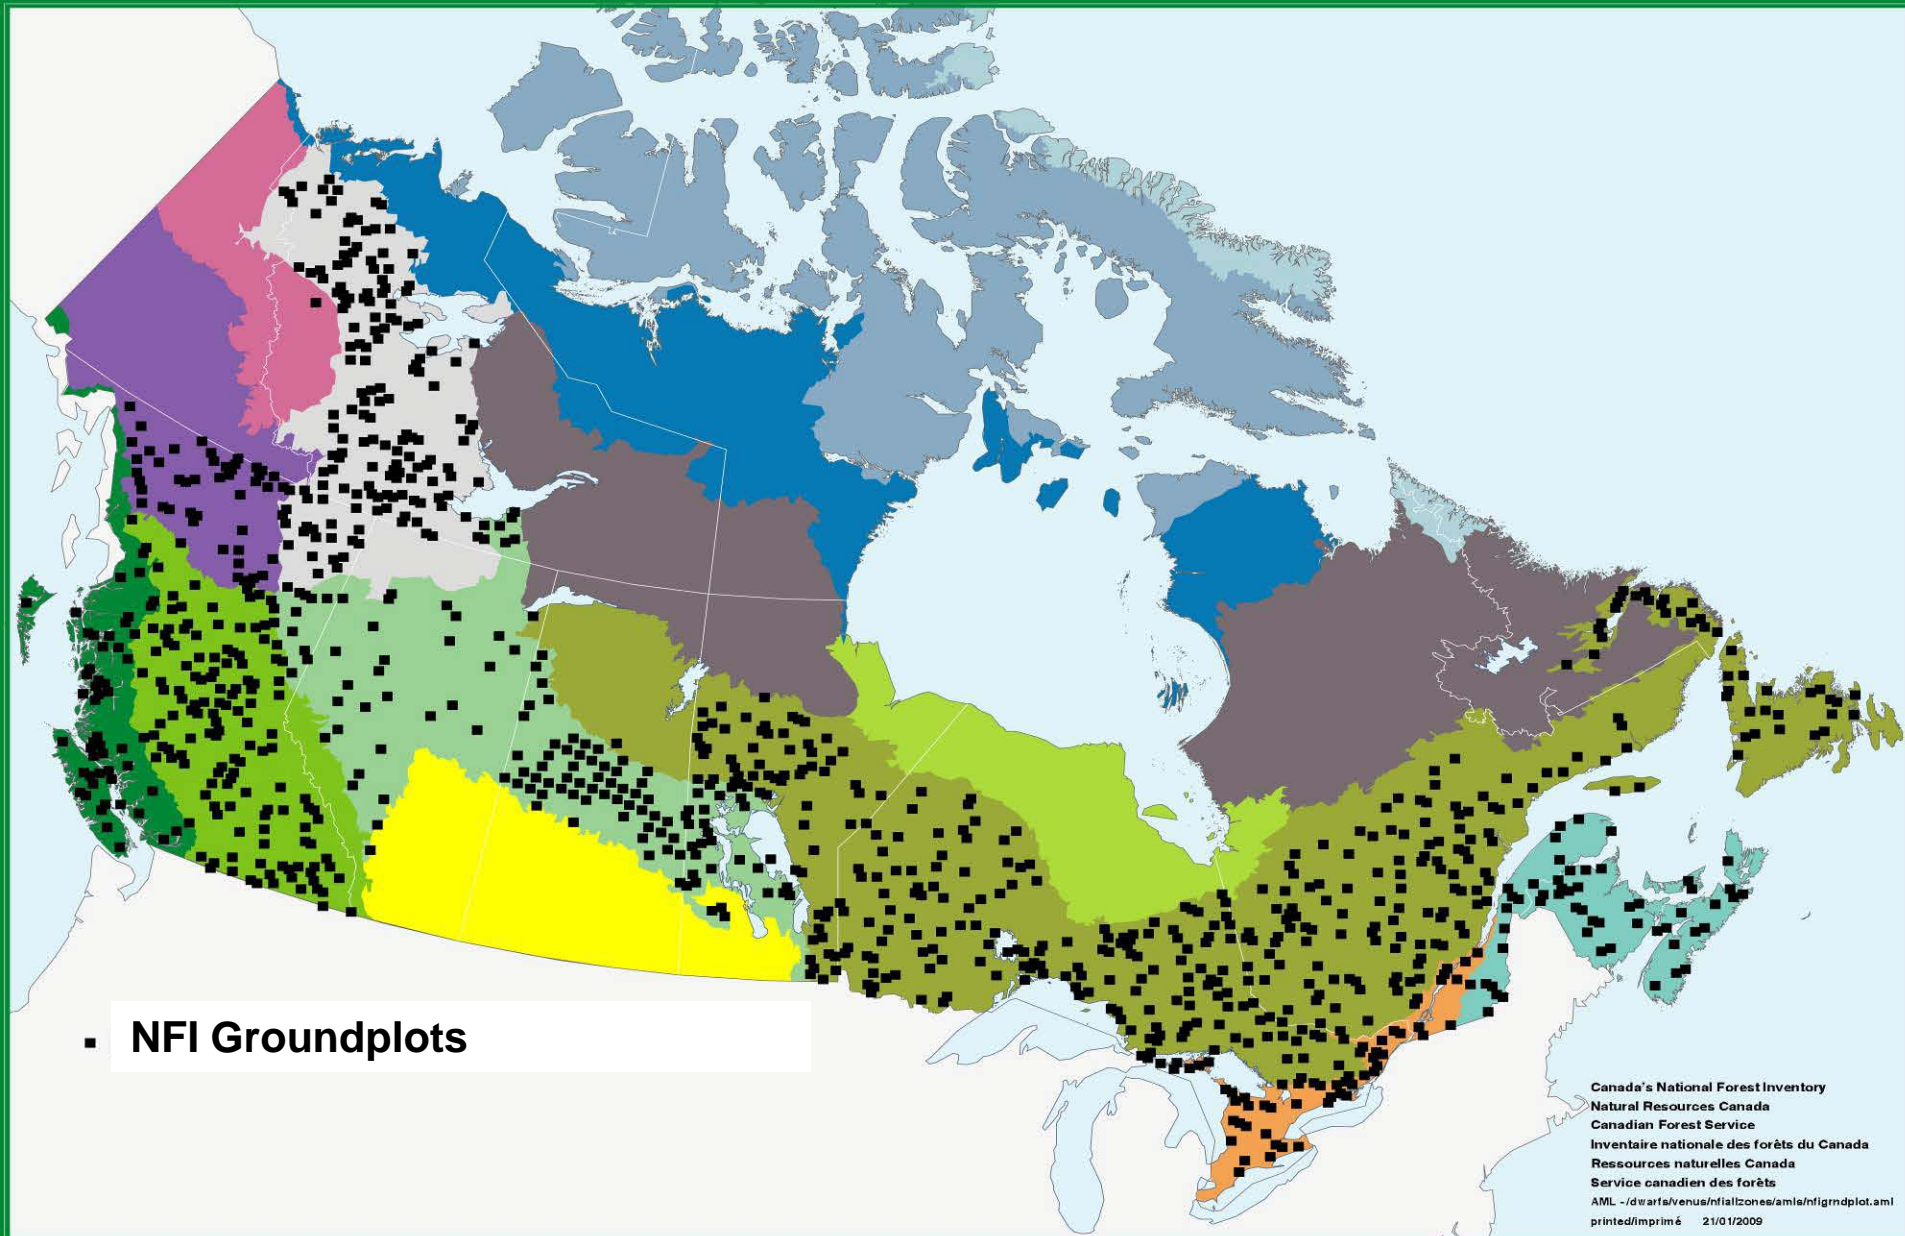 NFI Groundplots
Canada's National Forest Inventory
Natural Resources Canada
Canadian Forest Service
Inventaire nationale des forêts du Canada
Ressources naturelles Canada
Service canadien des forêts
AML -/dwarfs/venus/nfiallzones/amls/nfigrndplot.aml
printed/imprimé 21/01/2009